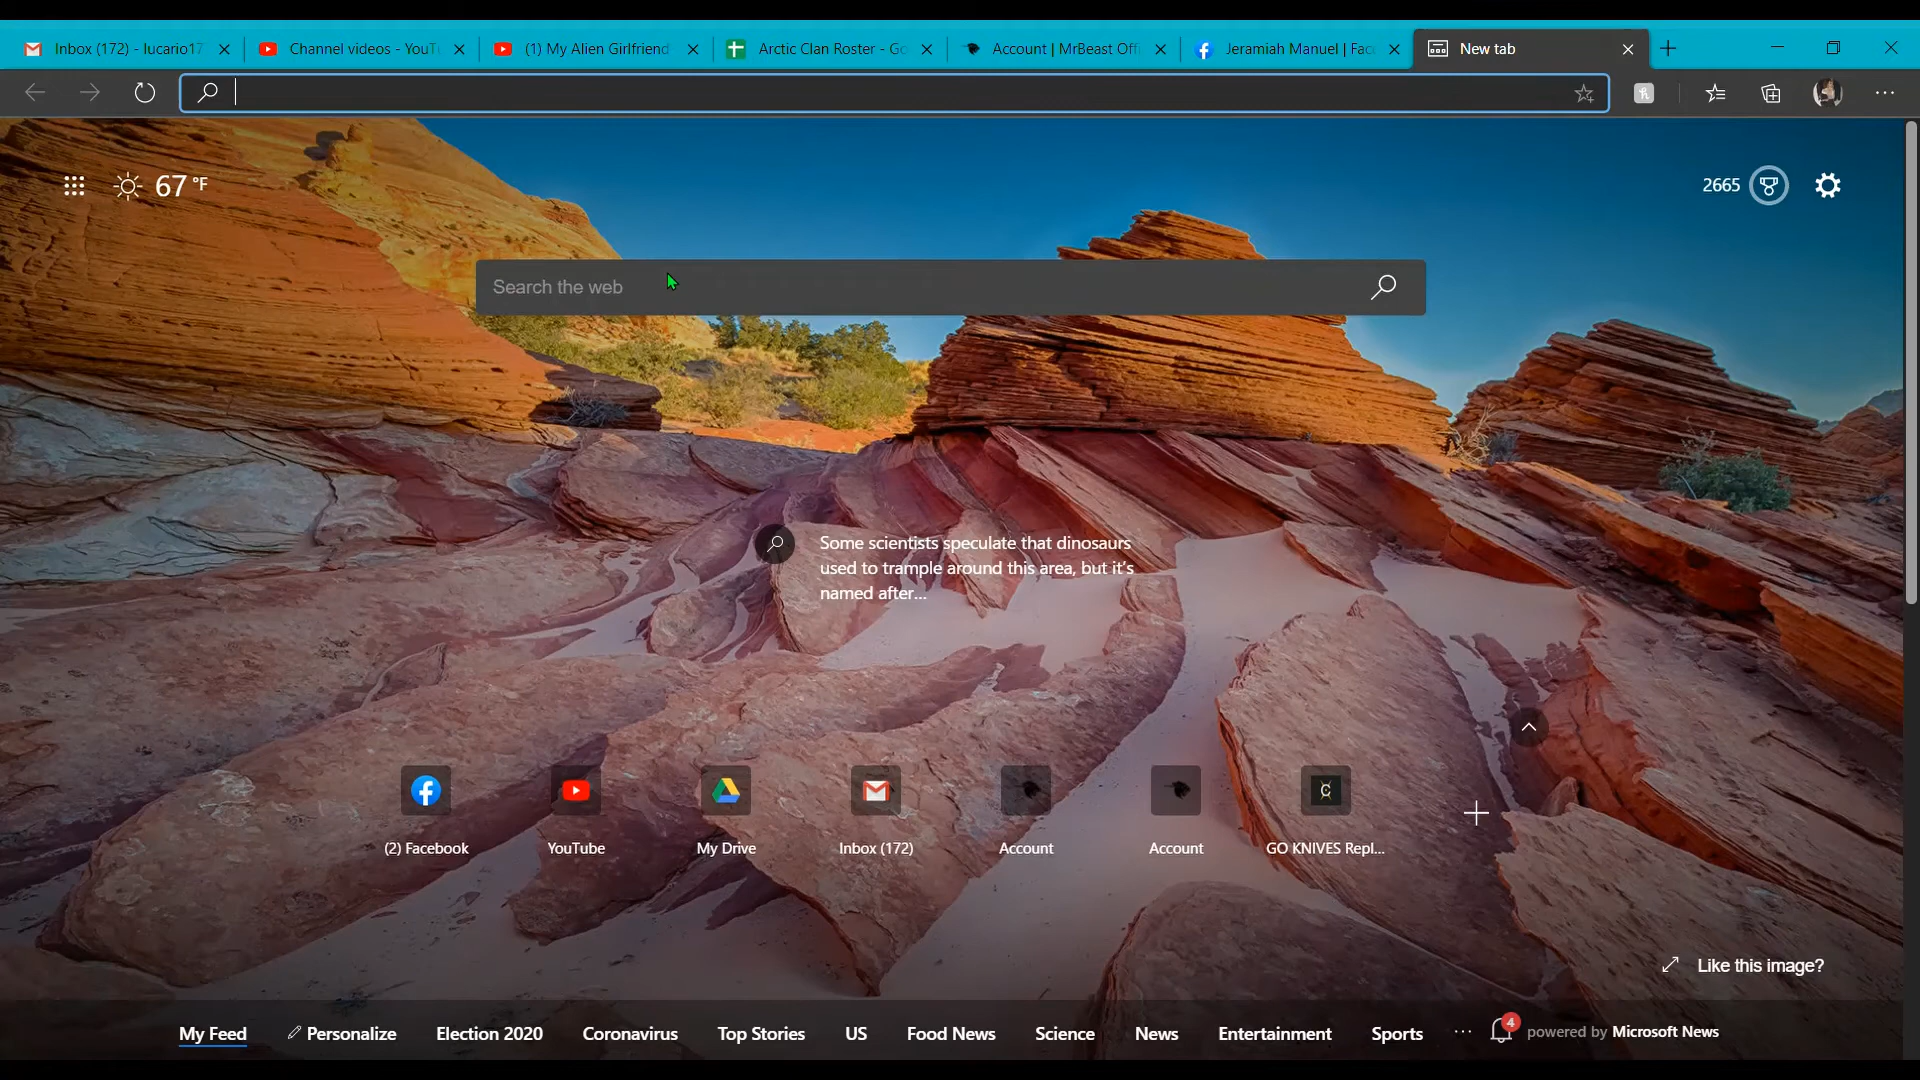 Inbox (172) - lucario17
Channel videos - YouTu
(1) My Alien Girlfriend
Arctic Clan Roster - Go
Account | MrBeast Offi
Jeramiah Manuel | Fac
New tab
67 °F
2665
Search the web
Some scientists speculate that dinosaurs
used to trample around this area, but it's
named after...
(2) Facebook
YouTube
My Drive
Inbox (172)
Account
Account
GO KNIVES Repl...
Like this image?
My Feed
Personalize
Election 2020
Coronavirus
Top Stories
US
Food News
Science
News
Entertainment
Sports
...
4
powered by Microsoft News